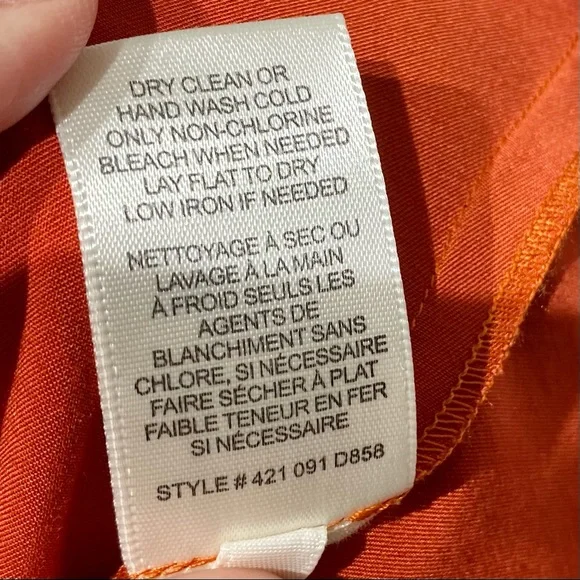 DRY CLEAN OR
HAND WASH COLD
ONLY NON-CHLORINE
BLEACH WHEN NEEDED
LAY FLAT TO DRY
LOW IRON IF NEEDED
NETTOYAGE À SEC OU
LAVAGE À LA MAIN
À FROID SEULS LES
AGENTS DE
BLANCHIMENT SANS
CHLORE, SI NÉCESSAIRE
FAIRE SÉCHER À PLAT
FAIBLE TENEUR EN FER
SI NÉCESSAIRE
STYLE # 421 091 D858